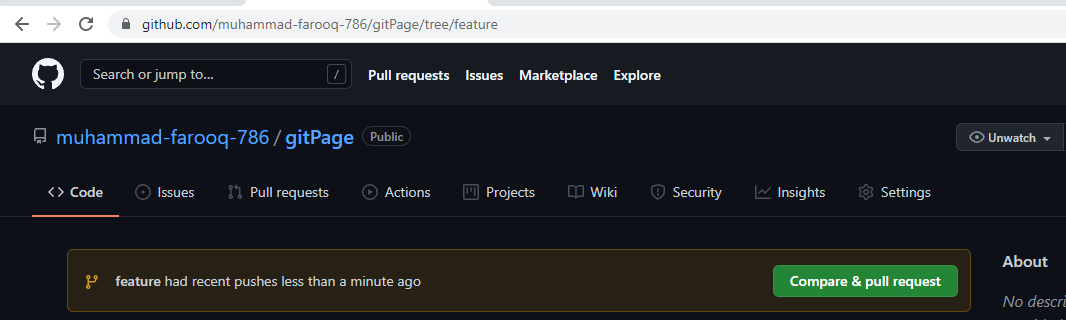 github.com/muhammad-farooq-786/gitPage/tree/feature
Search or jump to... / Pull requests Issues Marketplace Explore
muhammad-farooq-786 / gitPage Public Unwatch
<> Code Issues Pull requests Actions Projects Wiki Security Insights Settings
feature had recent pushes less than a minute ago Compare & pull request
About
No descri